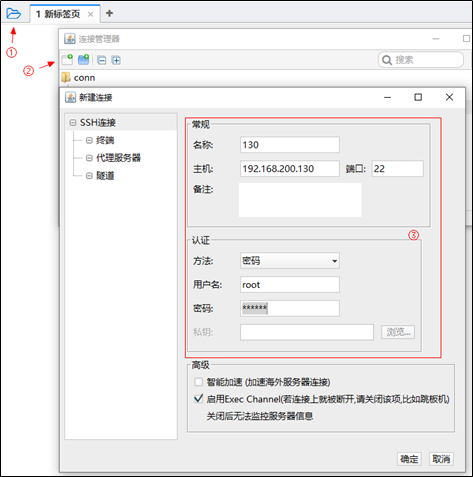 1 新标签页
①
连接管理器
②
搜索
conn
新建连接
SSH连接
终端
代理服务器
隧道
常规
名称: 130
主机: 192.168.200.130 端口: 22
备注:
③
认证
方法: 密码
用户名: root
密码: ******
私钥: 浏览...
高级
智能加速 (加速海外服务器连接)
启用Exec Channel(若连接上就被断开,请关闭该项,比如跳板机)
关闭后无法监控服务器信息
确定 取消